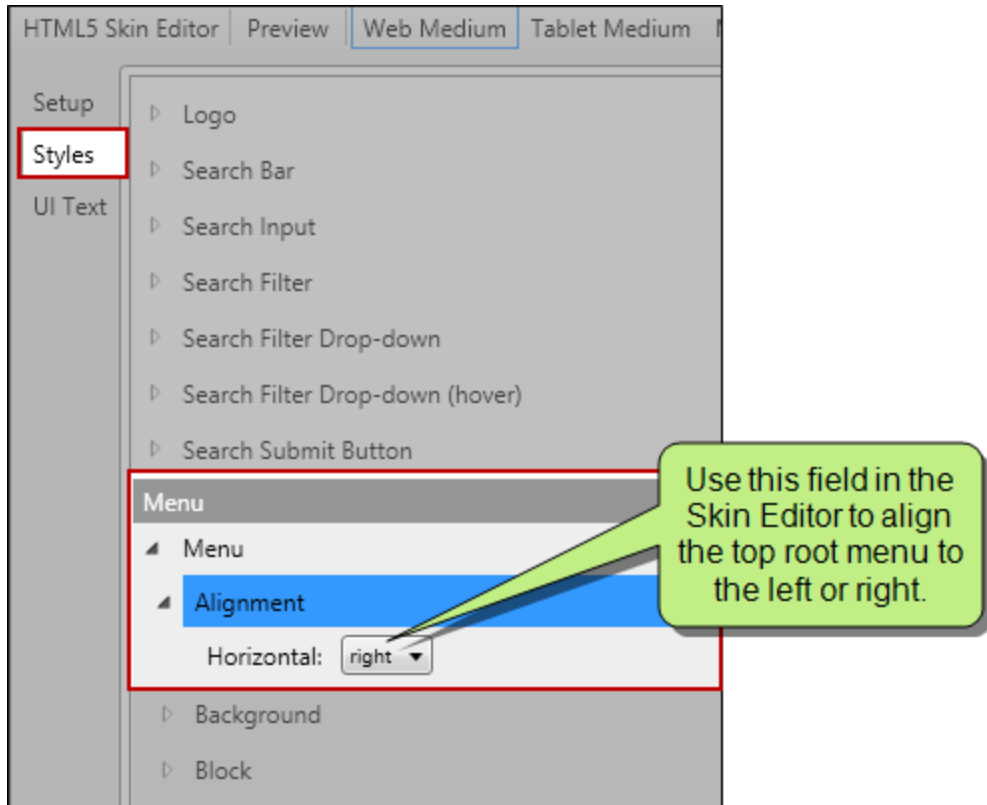 HTML5 Skin Editor Preview Web Medium Tablet Medium
Setup
Styles
UI Text
Logo
Search Bar
Search Input
Search Filter
Search Filter Drop-down
Search Filter Drop-down (hover)
Search Submit Button
Menu
Menu
Alignment
Horizontal: right
Background
Block
Use this field in the
Skin Editor to align
the top root menu to
the left or right.